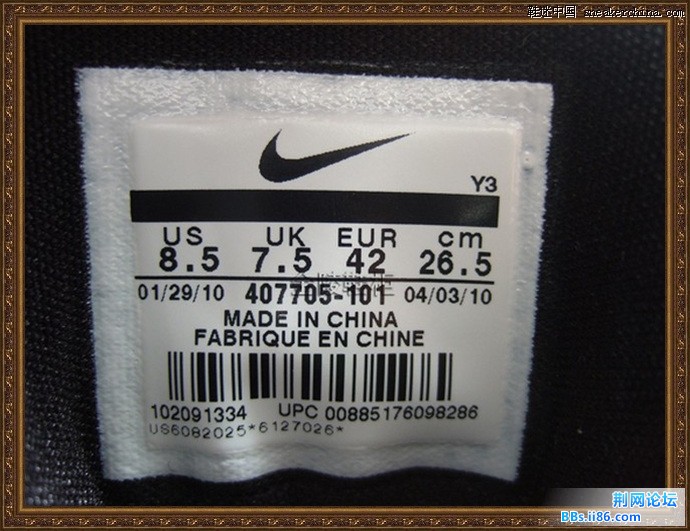 鞋迷中国 sneakerchina.com
Y3
US UK EUR cm
8.5 7.5 42 26.5
01/29/10 407705-101 04/03/10
MADE IN CHINA
FABRIQUE EN CHINE
102091334 UPC 00885176098286
US6082025*6127026*
荆网论坛
BBs.ii86.com